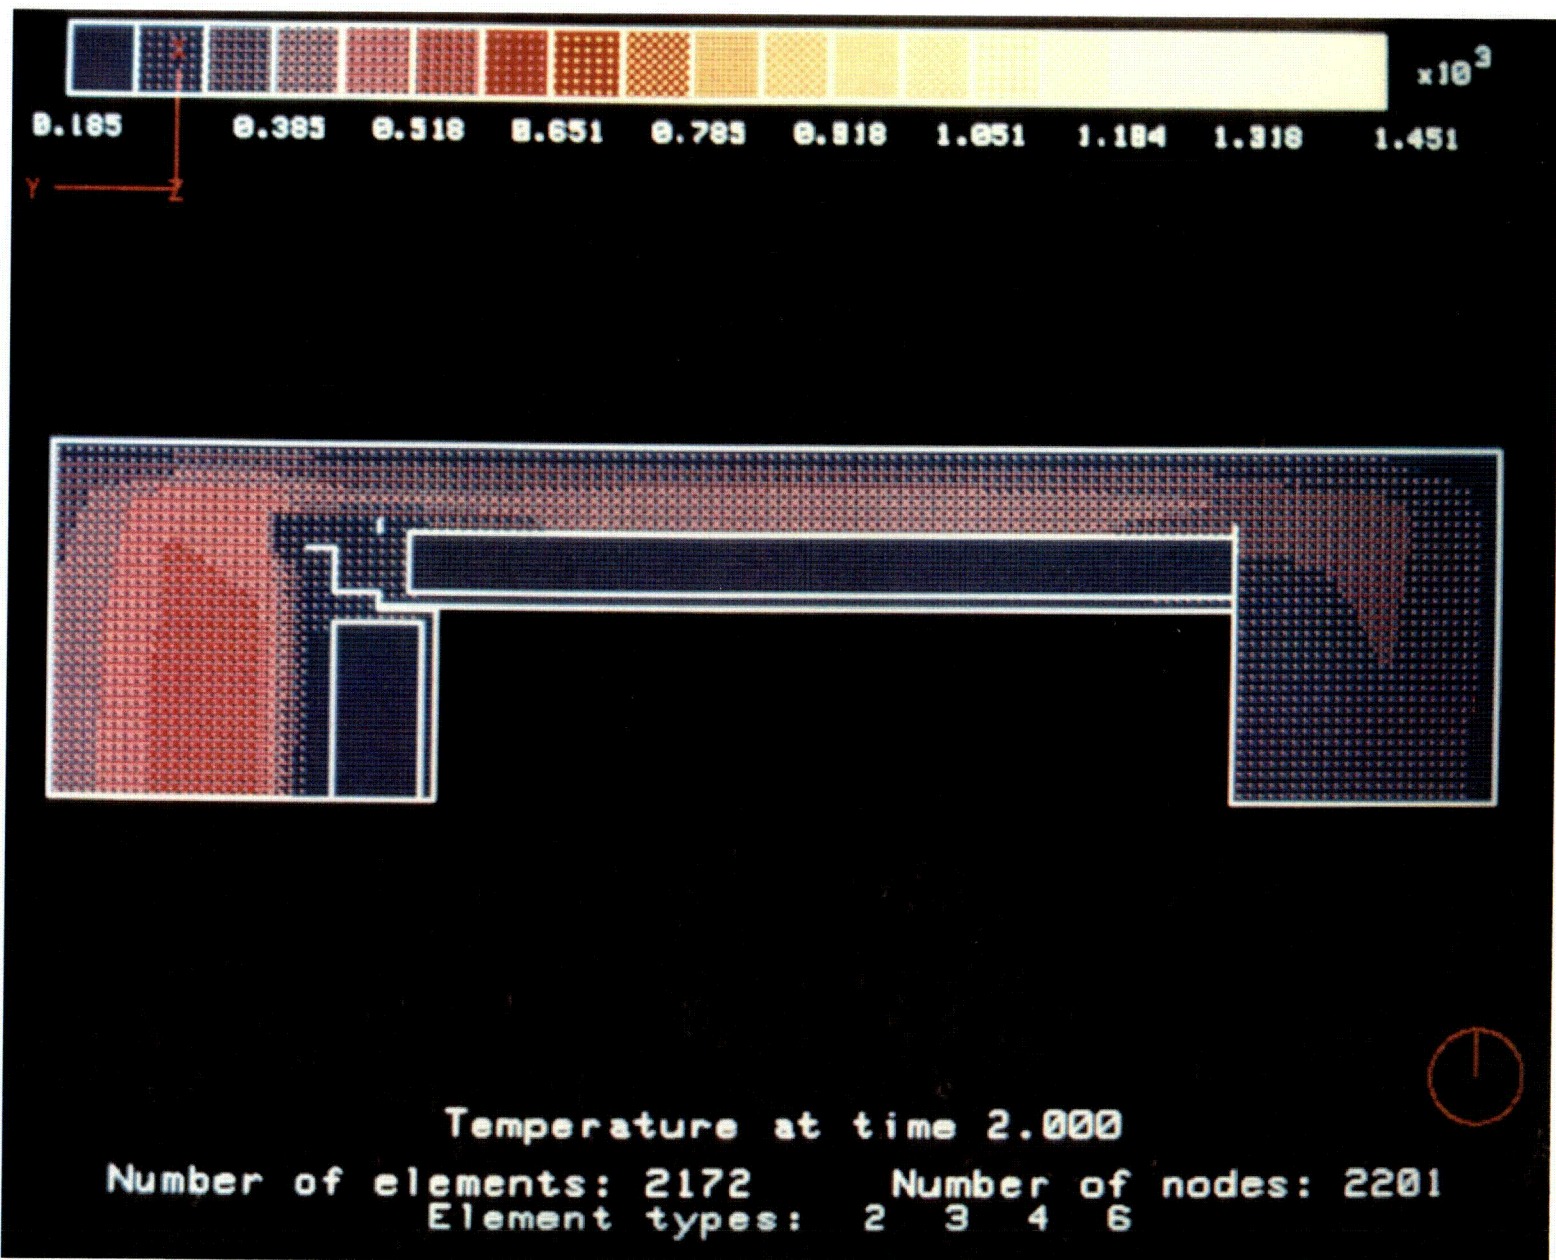 X
x10³
0.185 0.385 0.518 0.651 0.785 0.918 1.051 1.184 1.318 1.451
Y Z
Temperature at time 2.000
Number of elements: 2172 Number of nodes: 2201
Element types: 2 3 4 6